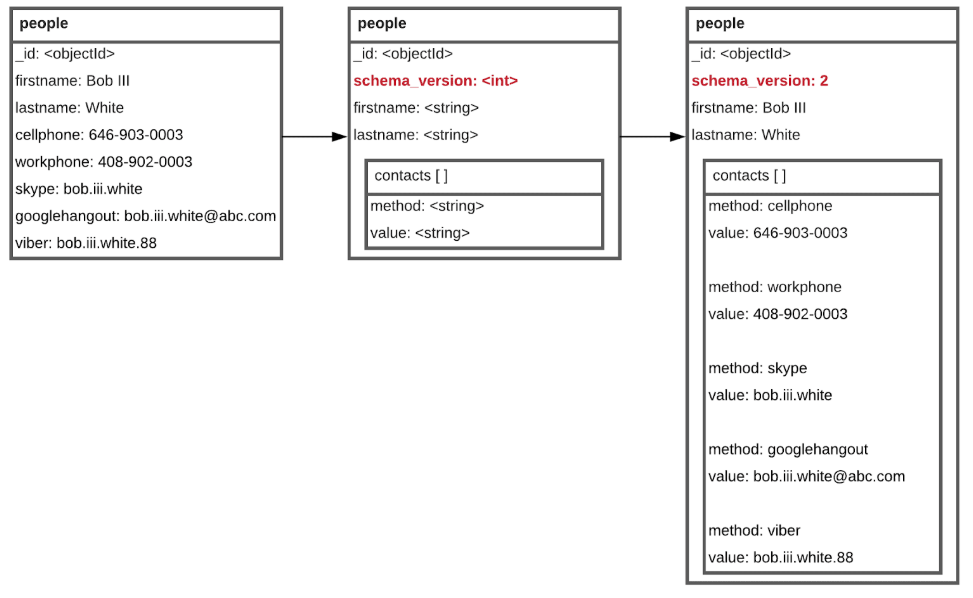 people
_id: <objectId>
firstname: Bob III
lastname: White
cellphone: 646-903-0003
workphone: 408-902-0003
skype: bob.iii.white
googlehangout: bob.iii.white@abc.com
viber: bob.iii.white.88
people
_id: <objectId>
schema_version: <int>
firstname: <string>
lastname: <string>
contacts [ ]
method: <string>
value: <string>
people
_id: <objectId>
schema_version: 2
firstname: Bob III
lastname: White
contacts [ ]
method: cellphone
value: 646-903-0003
method: workphone
value: 408-902-0003
method: skype
value: bob.iii.white
method: googlehangout
value: bob.iii.white@abc.com
method: viber
value: bob.iii.white.88